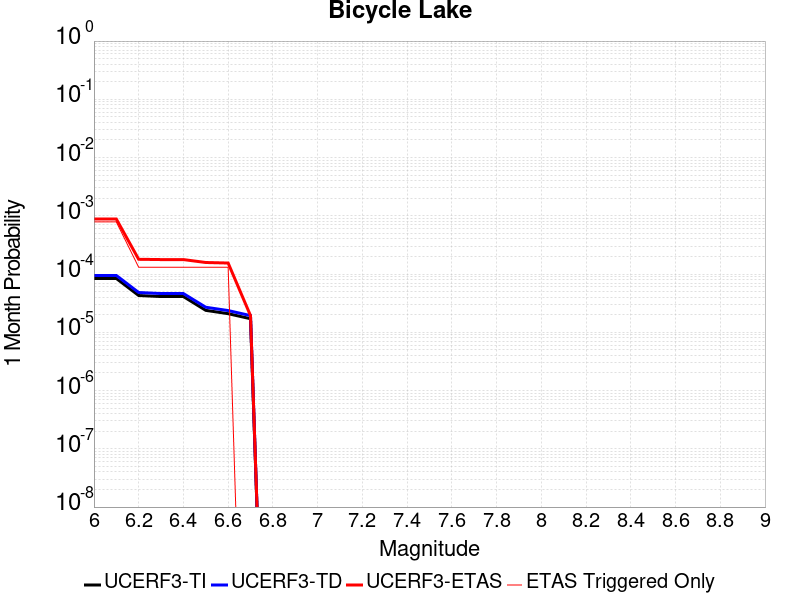 Bicycle Lake
10 0
10 -1
10 -2
10 -3
10 -4
10 -5
10 -6
10 -7
10 -8
1 Month Probability
6 6.2 6.4 6.6 6.8 7 7.2 7.4 7.6 7.8 8 8.2 8.4 8.6 8.8 9
Magnitude
UCERF3-TI UCERF3-TD UCERF3-ETAS ETAS Triggered Only